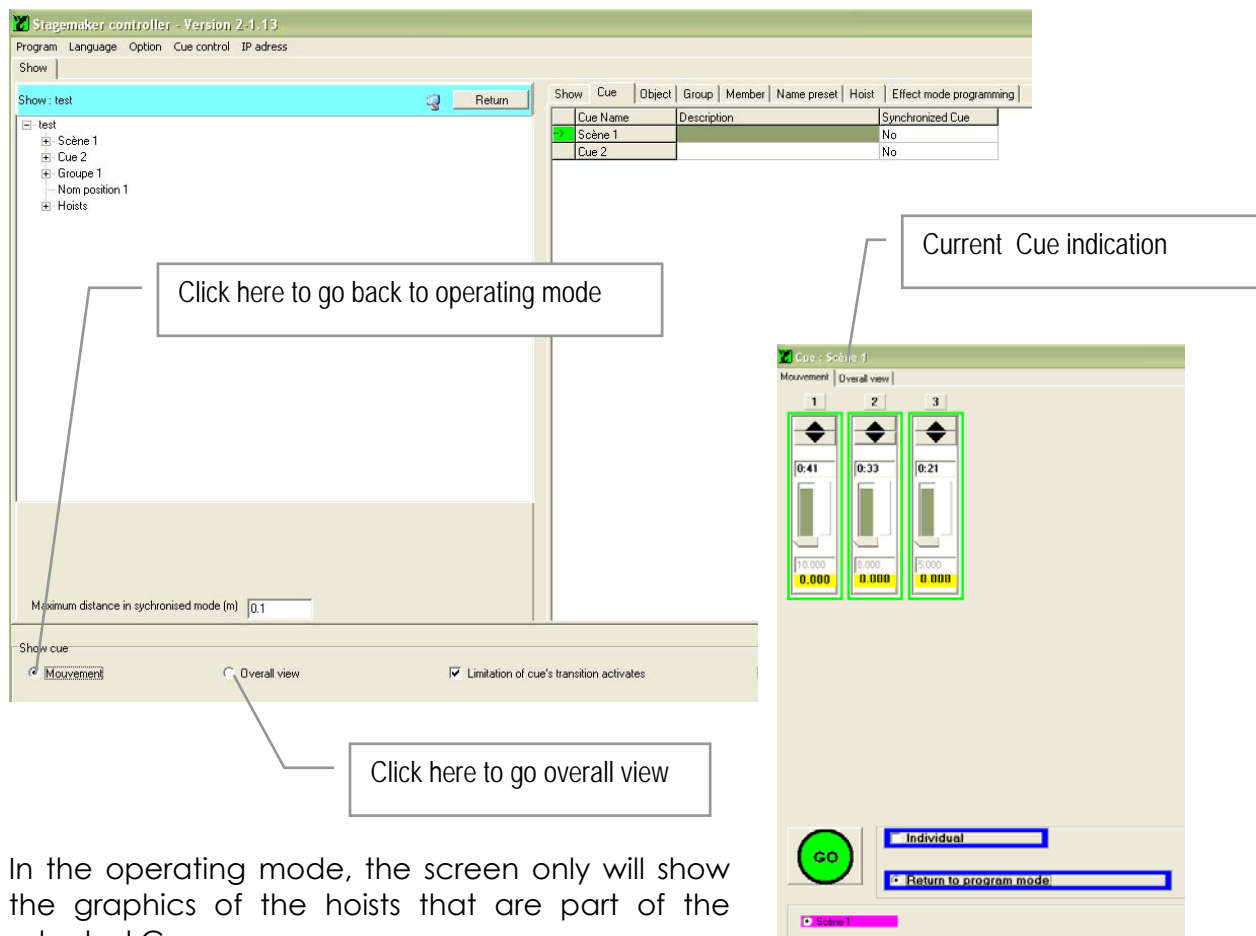 Stagemaker controller - Version 2-1.13
Program Language Option Cue control IP adress
Show
Show : test
Return
test
Scène 1
Cue 2
Groupe 1
Nom position 1
Hoists
Show Cue Object Group Member Name preset Hoist Effect mode programming
Cue Name Description Synchronized Cue
Scène 1 No
Cue 2 No
Current Cue indication
Click here to go back to operating mode
Maximum distance in sychronised mode (m) 0.1
Show cue
Mouvement Overall view Limitation of cue's transition activates
Click here to go overall view
Cue : Scène 1
Mouvement Overall view
1 2 3
0:41 0:33 0:21
10.000 5.000
0.000 0.000 0.000
GO
Individual
Return to program mode
Scène 1
In the operating mode, the screen only will show
the graphics of the hoists that are part of the